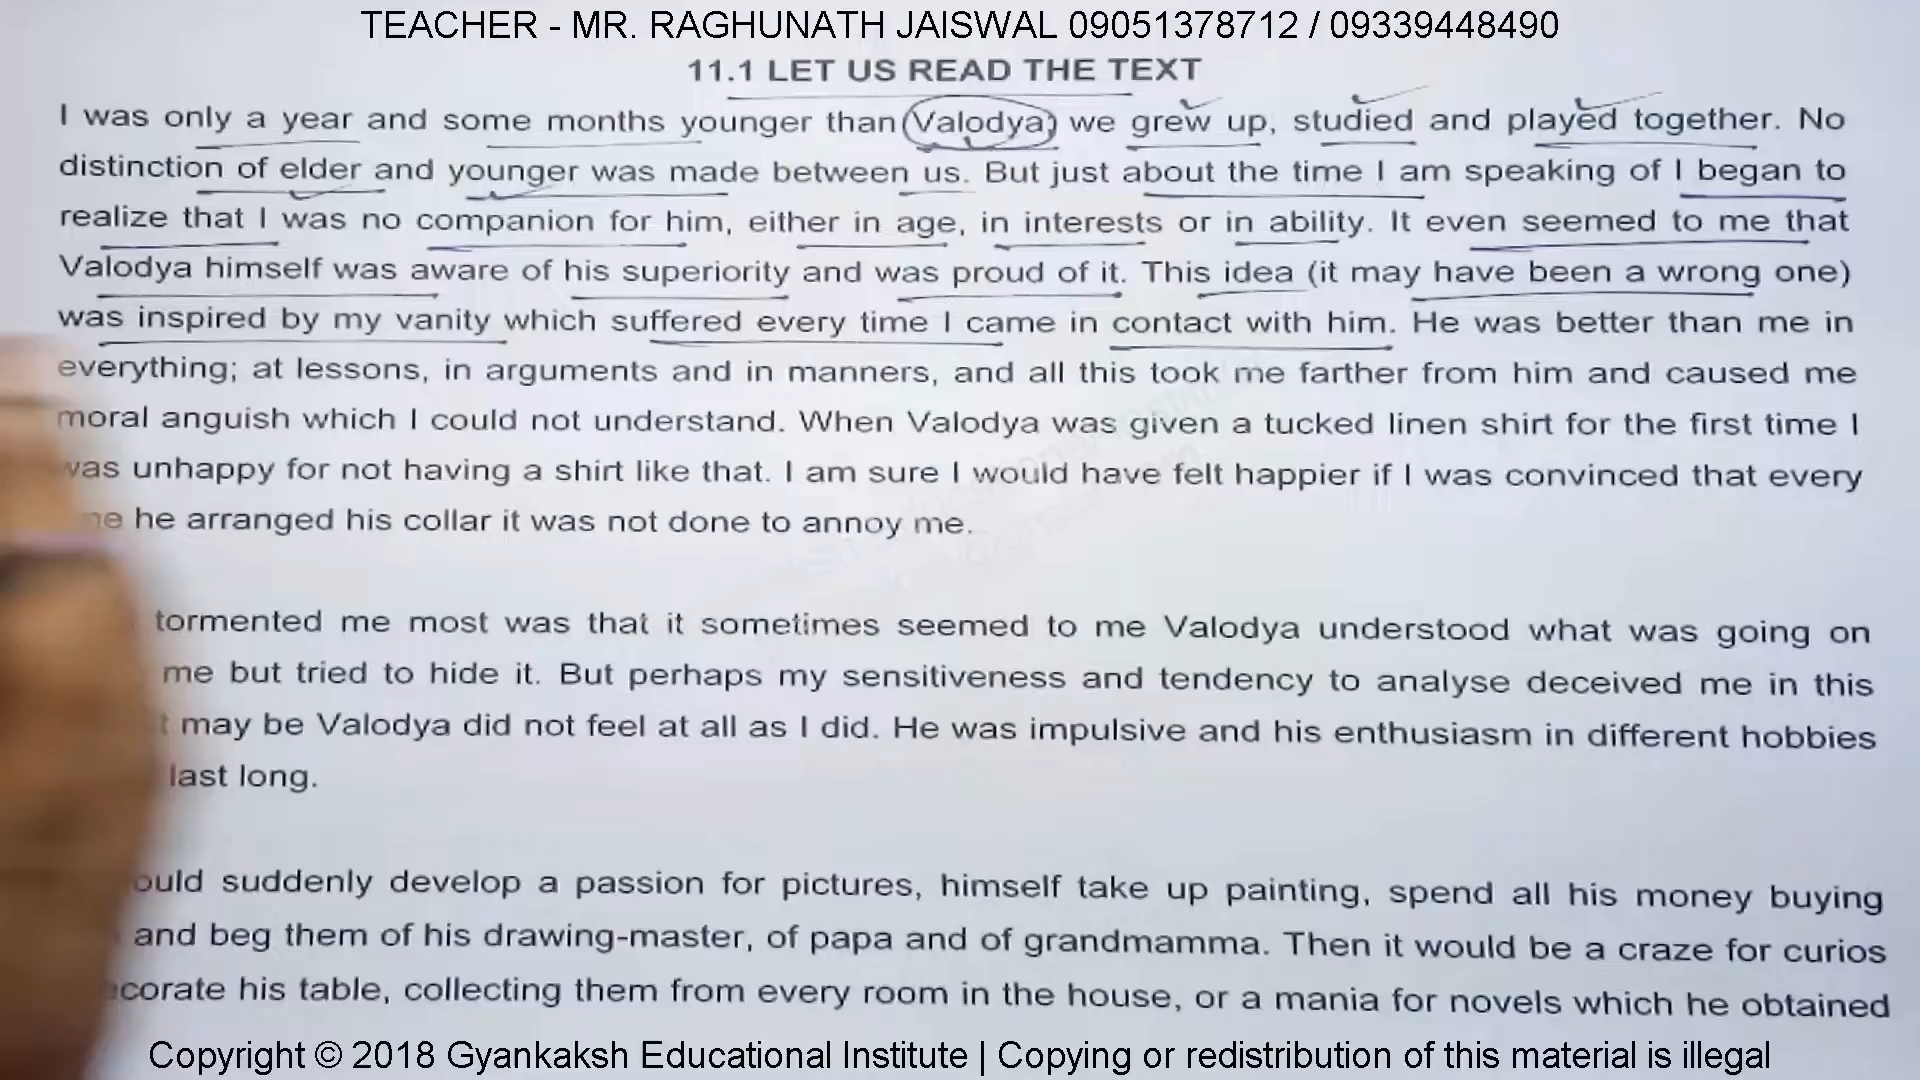 TEACHER - MR. RAGHUNATH JAISWAL 09051378712 / 09339448490
11.1 LET US READ THE TEXT
I was only a year and some months younger than Valodya; we grew up, studied and played together. No
distinction of elder and younger was made between us. But just about the time I am speaking of I began to
realize that I was no companion for him, either in age, in interests or in ability. It even seemed to me that
Valodya himself was aware of his superiority and was proud of it. This idea (it may have been a wrong one)
was inspired by my vanity which suffered every time I came in contact with him. He was better than me in
everything; at lessons, in arguments and in manners, and all this took me farther from him and caused me
moral anguish which I could not understand. When Valodya was given a tucked linen shirt for the first time I
was unhappy for not having a shirt like that. I am sure I would have felt happier if I was convinced that every
he arranged his collar it was not done to annoy me.
tormented me most was that it sometimes seemed to me Valodya understood what was going on
me but tried to hide it. But perhaps my sensitiveness and tendency to analyse deceived me in this
may be Valodya did not feel at all as I did. He was impulsive and his enthusiasm in different hobbies
last long.
suddenly develop a passion for pictures, himself take up painting, spend all his money buying
and beg them of his drawing-master, of papa and of grandmamma. Then it would be a craze for curios
his table, collecting them from every room in the house, or a mania for novels which he obtained
Copyright © 2018 Gyankaksh Educational Institute | Copying or redistribution of this material is illegal